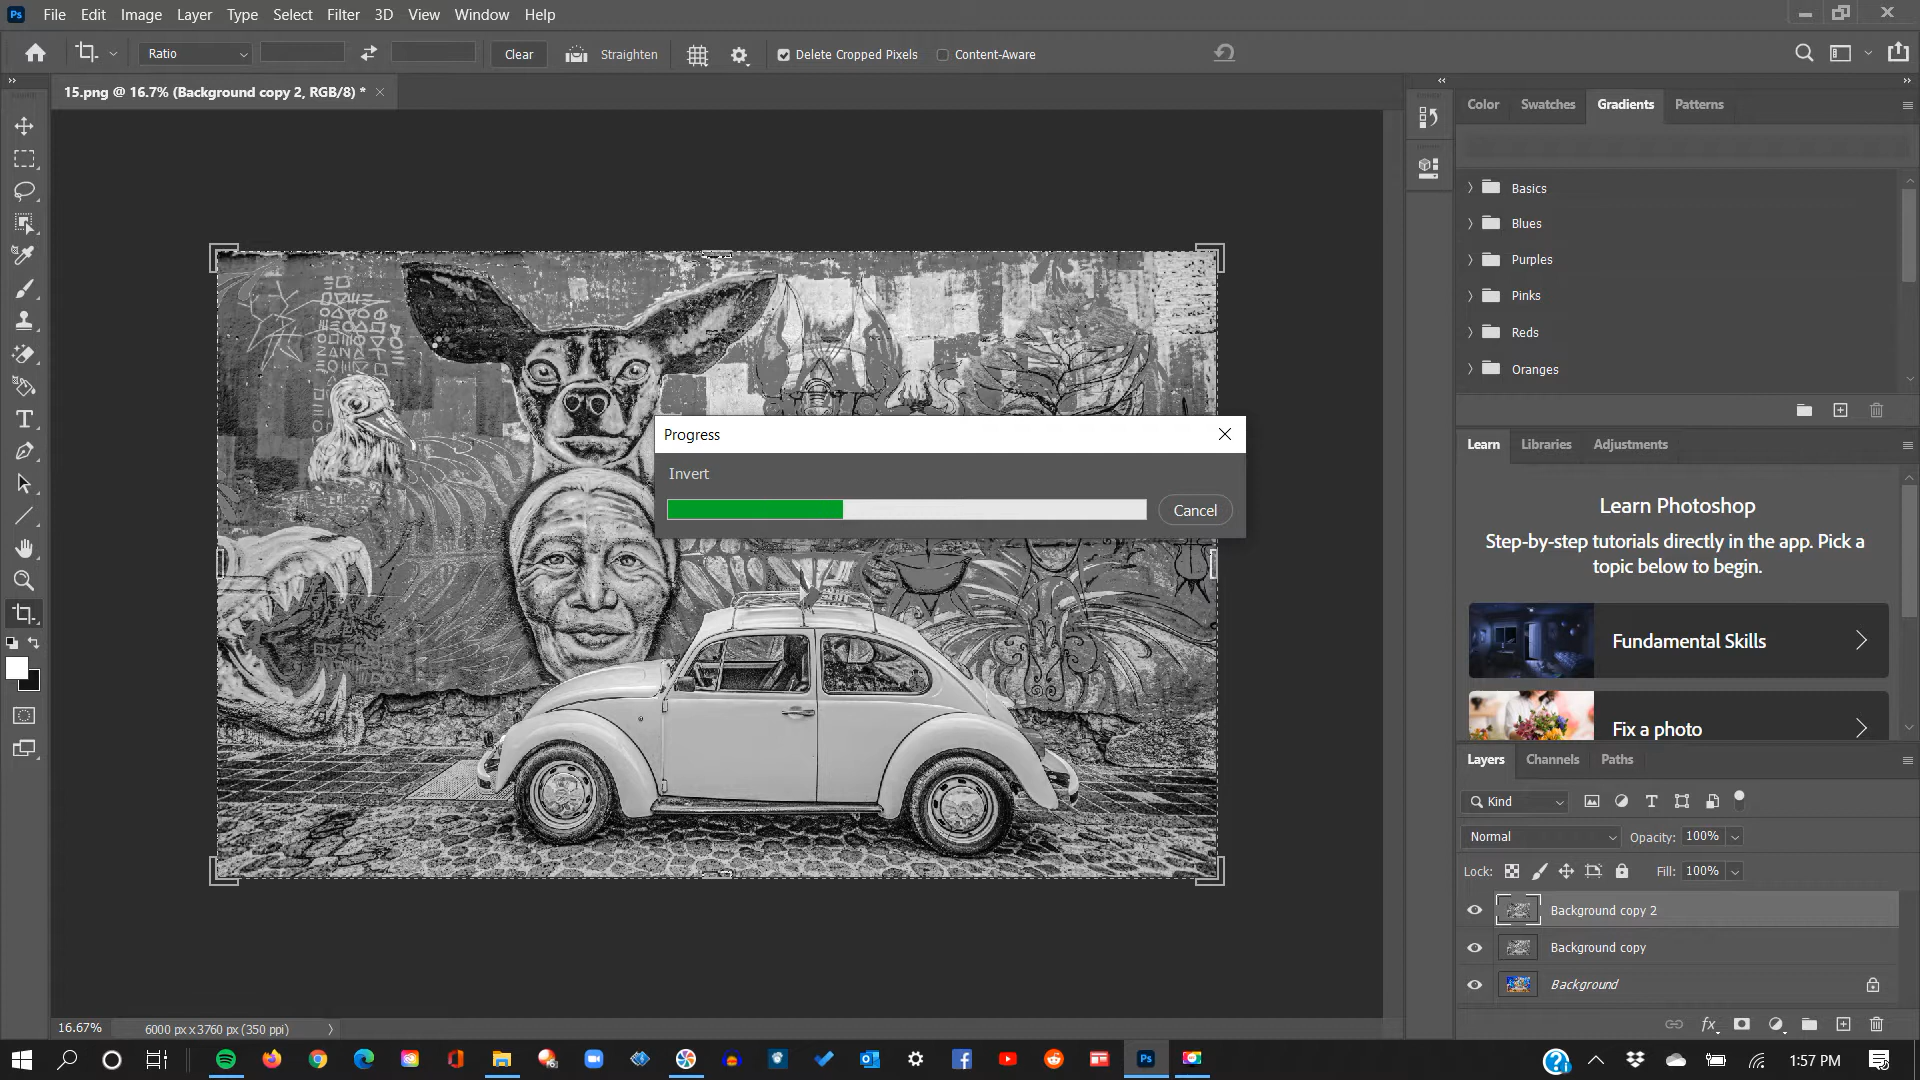 Ps File Edit Image Layer Type Select Filter 3D View Window Help
Ratio Clear Straighten Delete Cropped Pixels Content-Aware
15.png @ 16.7% (Background copy 2, RGB/8) *
Color Swatches Gradients Patterns
Basics
Blues
Purples
Pinks
Reds
Oranges
Progress
Invert
Cancel
Learn Libraries Adjustments
Learn Photoshop
Step-by-step tutorials directly in the app. Pick a
topic below to begin.
Fundamental Skills
Fix a photo
Layers Channels Paths
Kind
Normal Opacity: 100%
Lock: Fill: 100%
Background copy 2
Background copy
Background
fx
16.67% 6000 px x 3760 px (350 ppi)
Ps 1:57 PM